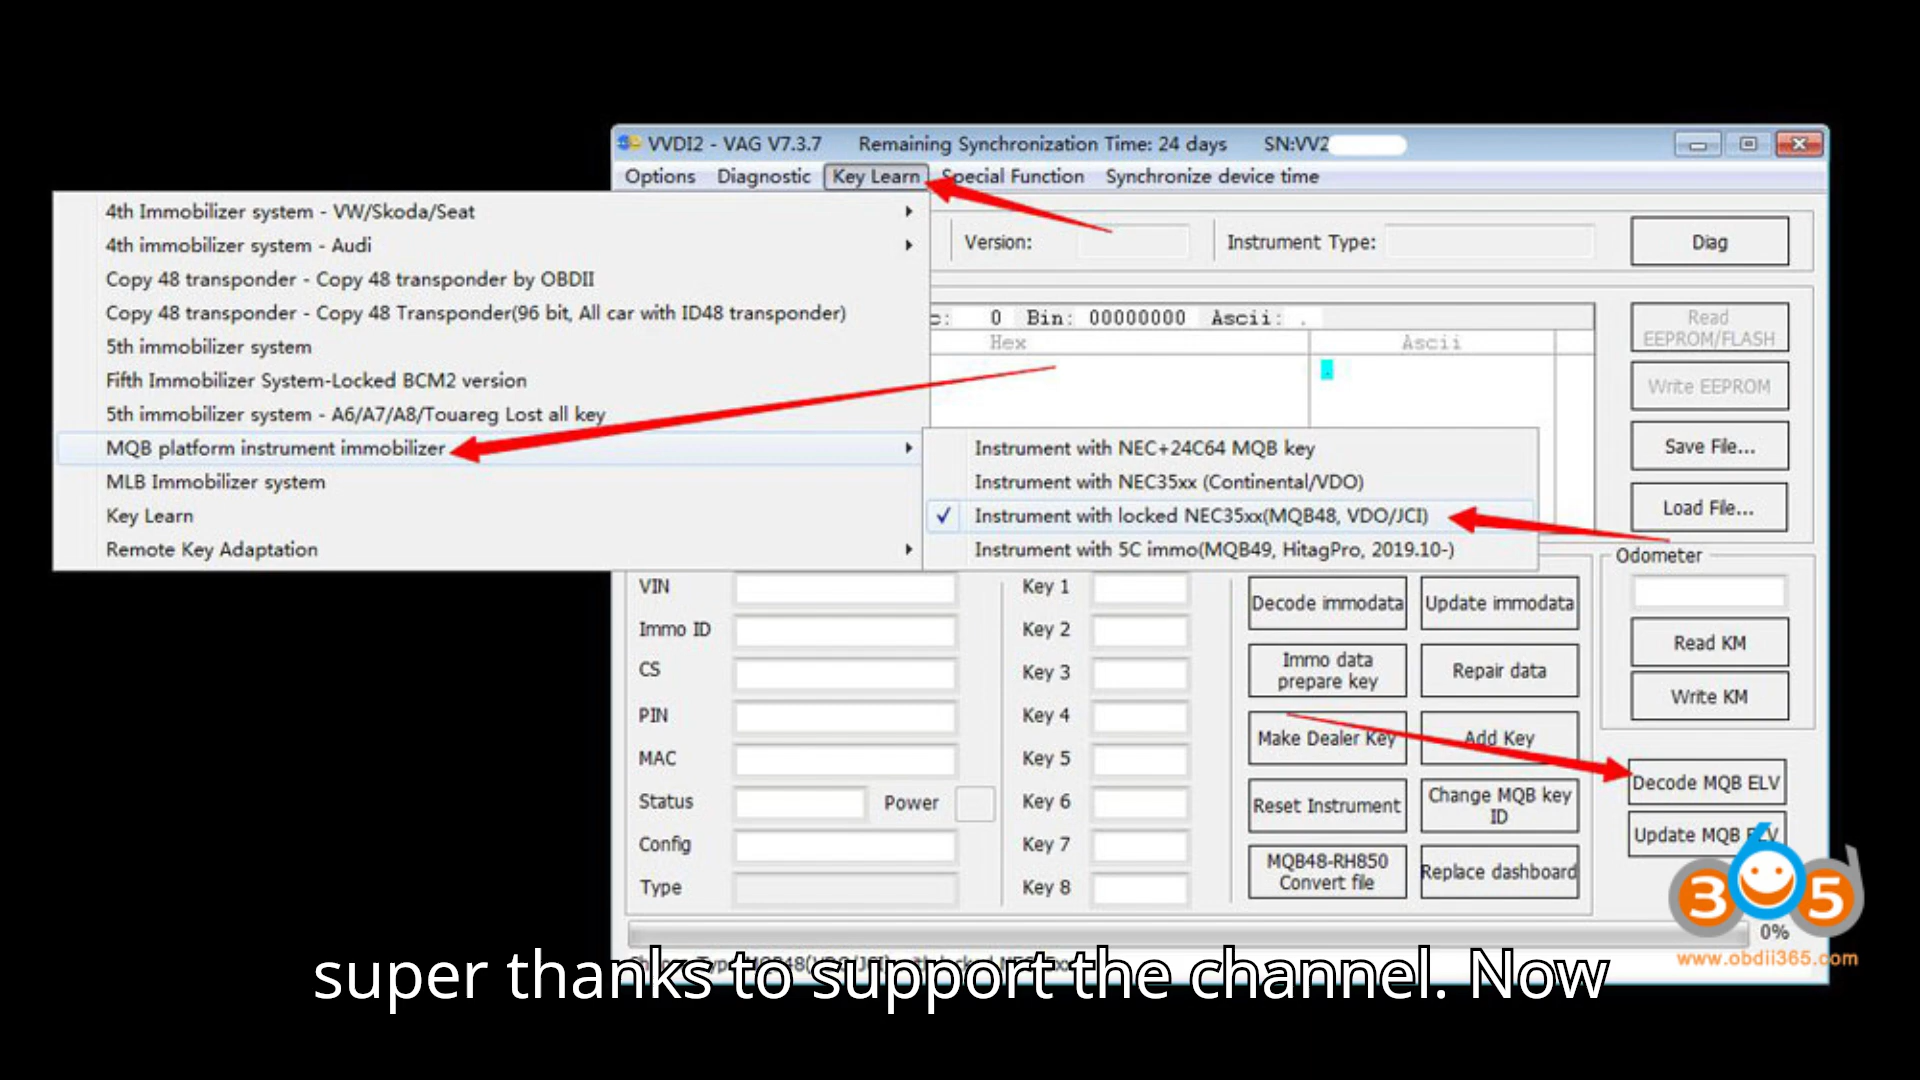 VVDI2 - VAG V7.3.7 Remaining Synchronization Time: 24 days SN:VV2
Options Diagnostic Key Learn Special Function Synchronize device time
4th Immobilizer system - VW/Skoda/Seat
4th immobilizer system - Audi
Copy 48 transponder - Copy 48 transponder by OBDII
Copy 48 transponder - Copy 48 Transponder(96 bit, All car with ID48 transponder)
5th immobilizer system
Fifth Immobilizer System-Locked BCM2 version
5th immobilizer system - A6/A7/A8/Touareg Lost all key
MQB platform instrument immobilizer
MLB Immobilizer system
Key Learn
Remote Key Adaptation
Version: Instrument Type: Diag
0 Bin: 00000000 Ascii: .
Hex Ascii
Read
EEPROM/FLASH
Write EEPROM
Save File...
Load File...
Instrument with NEC+24C64 MQB key
Instrument with NEC35xx (Continental/VDO)
Instrument with locked NEC35xx(MQB48, VDO/JCI)
Instrument with 5C immo(MQB49, HitagPro, 2019.10-)
VIN
Immo ID
CS
PIN
MAC
Status Power
Config
Type
Key 1
Key 2
Key 3
Key 4
Key 5
Key 6
Key 7
Key 8
Decode immodata Update immodata
Immo data
prepare key
Repair data
Make Dealer Key Add Key
Reset Instrument
Change MQB key
ID
MQB48-RH850
Convert file
Replace dashboard
Odometer
Read KM
Write KM
Decode MQB ELV
Update MQB ELV
365
0%
www.obdii365.com
super thanks to support the channel. Now